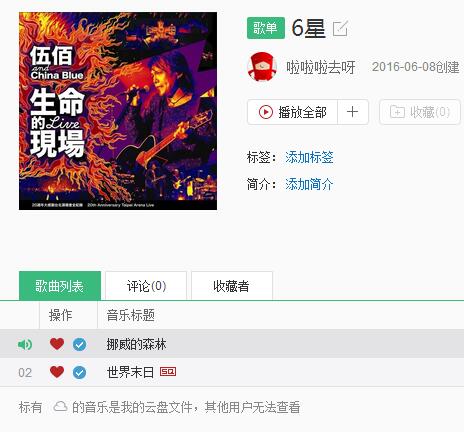 伍佰
and
China Blue
生命
的Live
現場
20週年大感謝台北演唱會全紀錄 20th Anniversary Taipei Arena Live
歌单 6星
啦啦啦去呀 2016-06-08创建
播放全部 + 收藏(0)
标签： 添加标签
简介： 添加简介
歌曲列表 评论(0) 收藏者
操作 音乐标题
挪威的森林
02 世界末日 SQ
标有 的音乐是我的云盘文件，其他用户无法查看